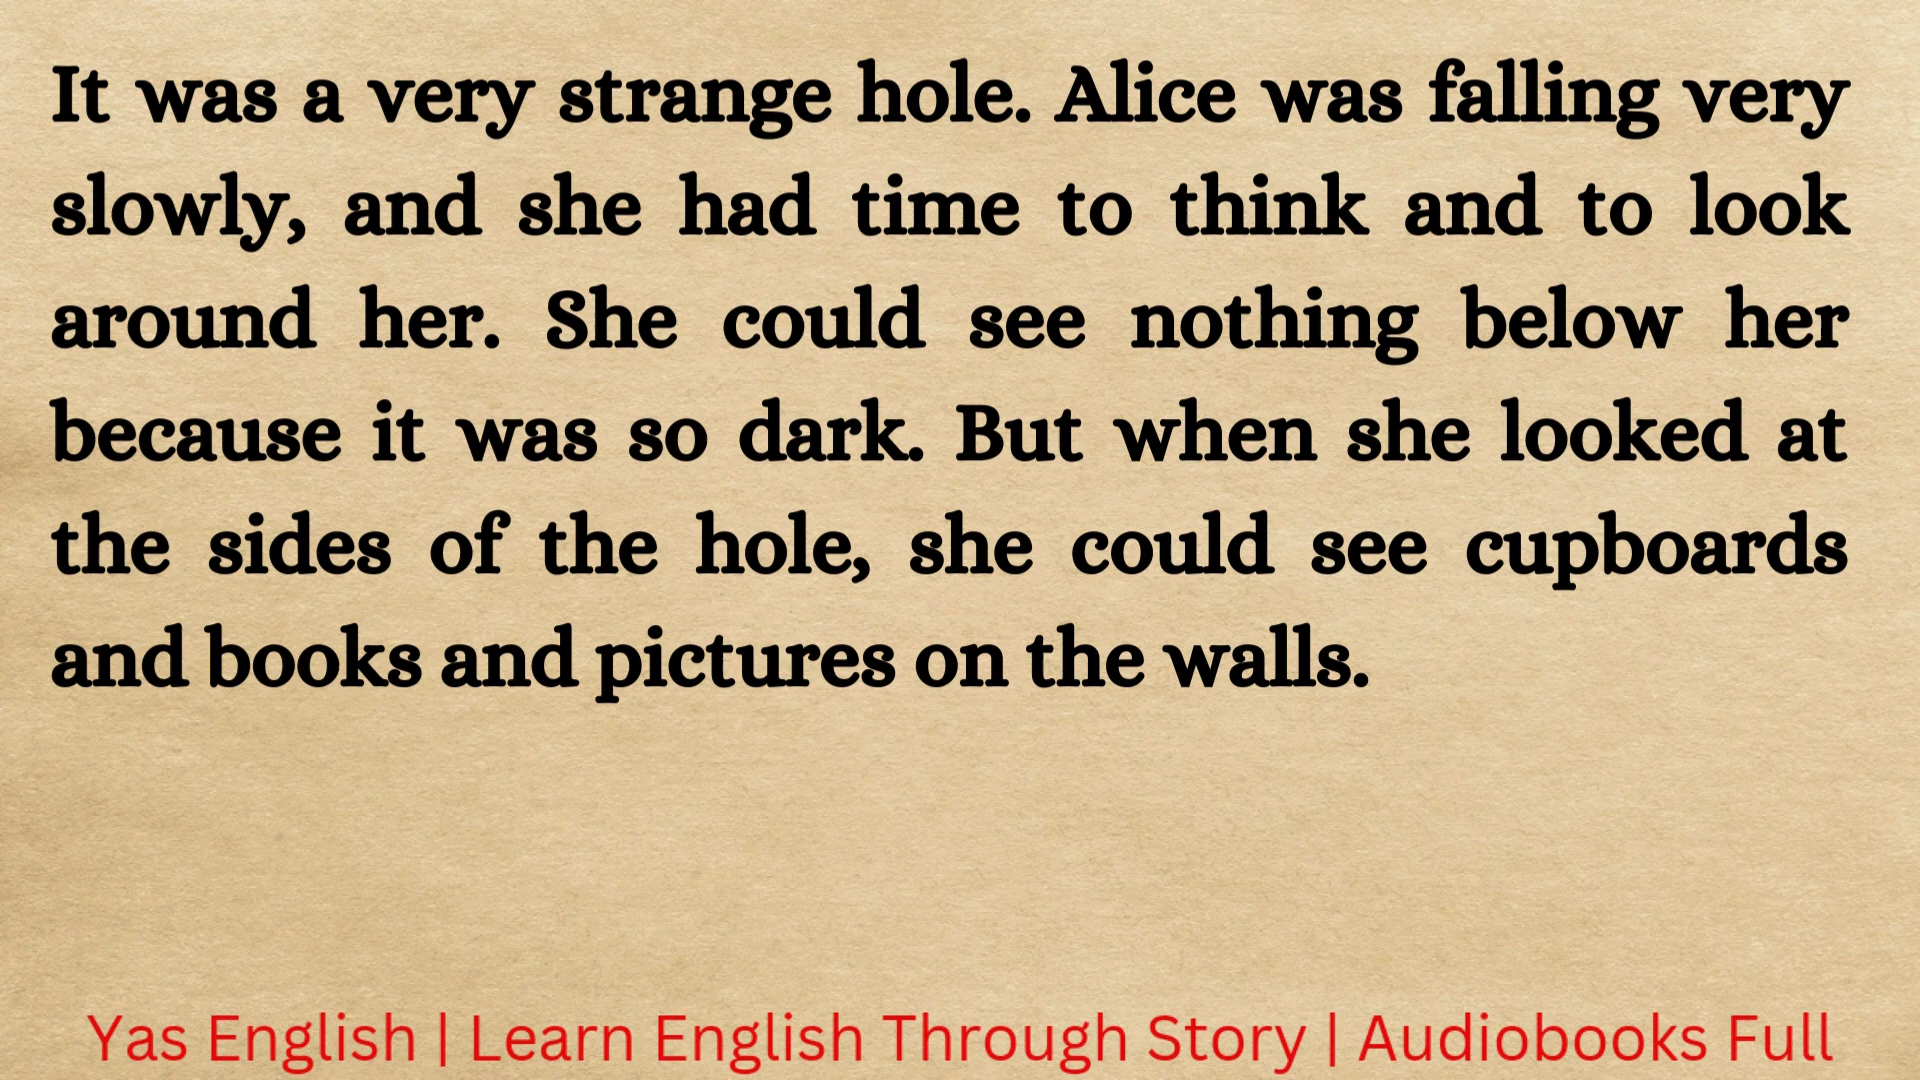 It was a very strange hole. Alice was falling very
slowly, and she had time to think and to look
around her. She could see nothing below her
because it was so dark. But when she looked at
the sides of the hole, she could see cupboards
and books and pictures on the walls.
Yas English | Learn English Through Story | Audiobooks Full